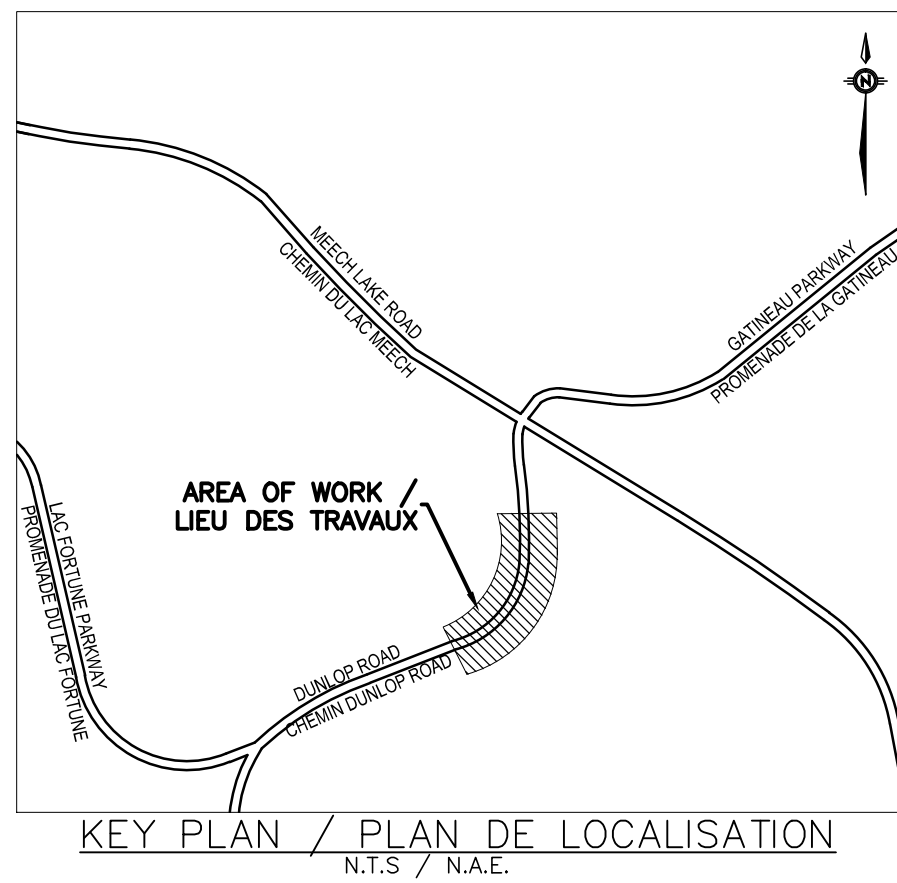 N
MEECH LAKE ROAD
CHEMIN DU LAC MEECH
GATINEAU PARKWAY
PROMENADE DE LA GATINEAU
AREA OF WORK /
LIEU DES TRAVAUX
LAC FORTUNE PARKWAY
PROMENADE DU LAC FORTUNE
DUNLOP ROAD
CHEMIN DUNLOP ROAD
KEY PLAN / PLAN DE LOCALISATION
N.T.S / N.A.E.